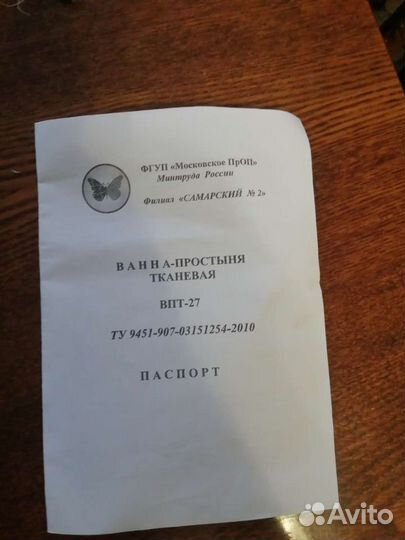 ФГУП «Московское ПрОП»
Минтруда России
Филиал «САМАРСКИЙ № 2»
ВАННА-ПРОСТЫНЯ
ТКАНЕВАЯ
ВПТ-27
ТУ 9451-907-03151254-2010
ПАСПОРТ
Avito